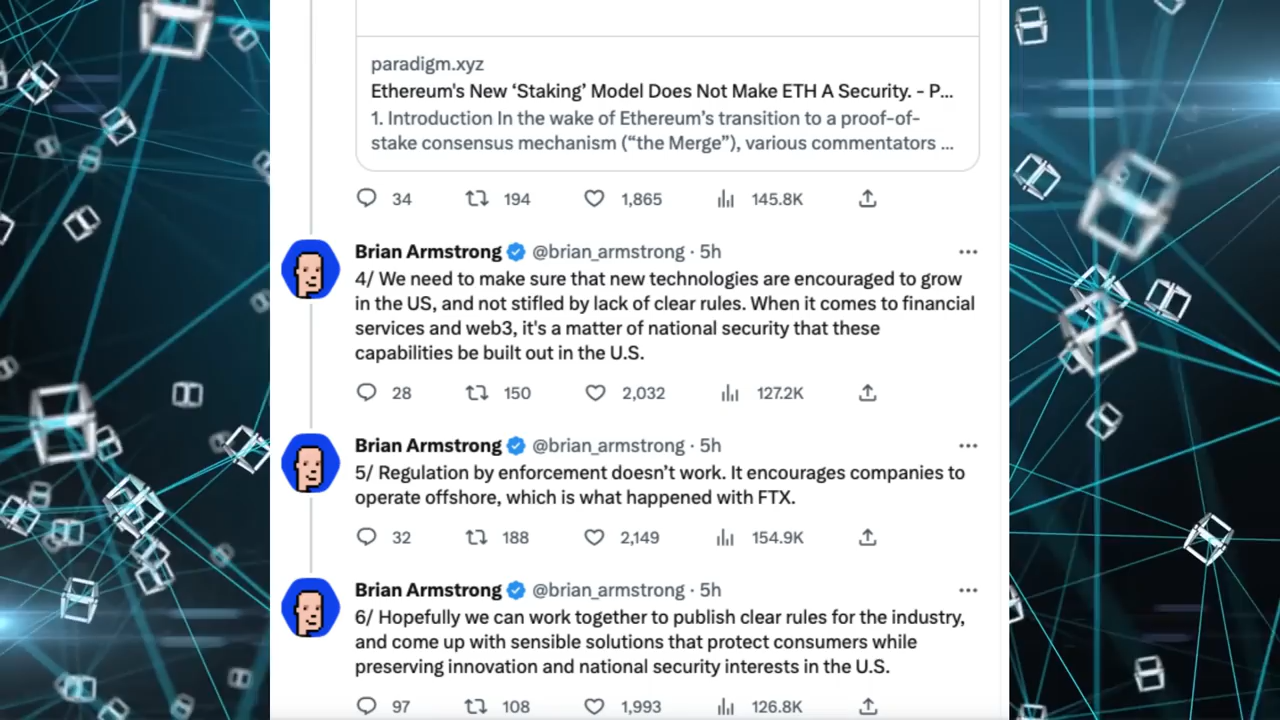 paradigm.xyz
Ethereum's New ‘Staking’ Model Does Not Make ETH A Security. - P...
1. Introduction In the wake of Ethereum’s transition to a proof-of-
stake consensus mechanism (“the Merge”), various commentators ...
34 194 1,865 145.8K
Brian Armstrong @brian_armstrong · 5h
4/ We need to make sure that new technologies are encouraged to grow
in the US, and not stifled by lack of clear rules. When it comes to financial
services and web3, it's a matter of national security that these
capabilities be built out in the U.S.
28 150 2,032 127.2K
Brian Armstrong @brian_armstrong · 5h
5/ Regulation by enforcement doesn’t work. It encourages companies to
operate offshore, which is what happened with FTX.
32 188 2,149 154.9K
Brian Armstrong @brian_armstrong · 5h
6/ Hopefully we can work together to publish clear rules for the industry,
and come up with sensible solutions that protect consumers while
preserving innovation and national security interests in the U.S.
97 108 1,993 126.8K